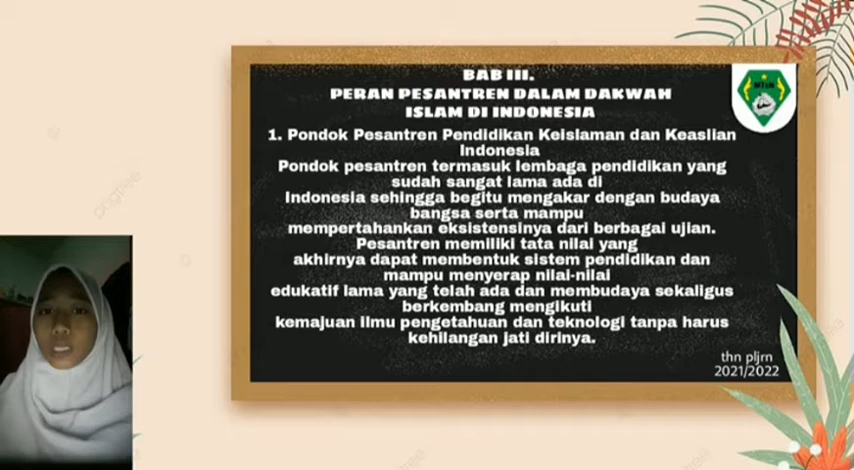 BAB III.
PERAN PESANTREN DALAM DAKWAH
ISLAM DI INDONESIA
1. Pondok Pesantren Pendidikan Keislaman dan Keaslian
Indonesia
Pondok pesantren termasuk lembaga pendidikan yang
sudah sangat lama ada di
Indonesia sehingga begitu mengakar dengan budaya
bangsa serta mampu
mempertahankan eksistensinya dari berbagai ujian.
Pesantren memiliki tata nilai yang
akhirnya dapat membentuk sistem pendidikan dan
mampu menyerap nilai-nilai
edukatif lama yang telah ada dan membudaya sekaligus
berkembang mengikuti
kemajuan ilmu pengetahuan dan teknologi tanpa harus
kehilangan jati dirinya.
thn pljrn
2021/2022
pngtree